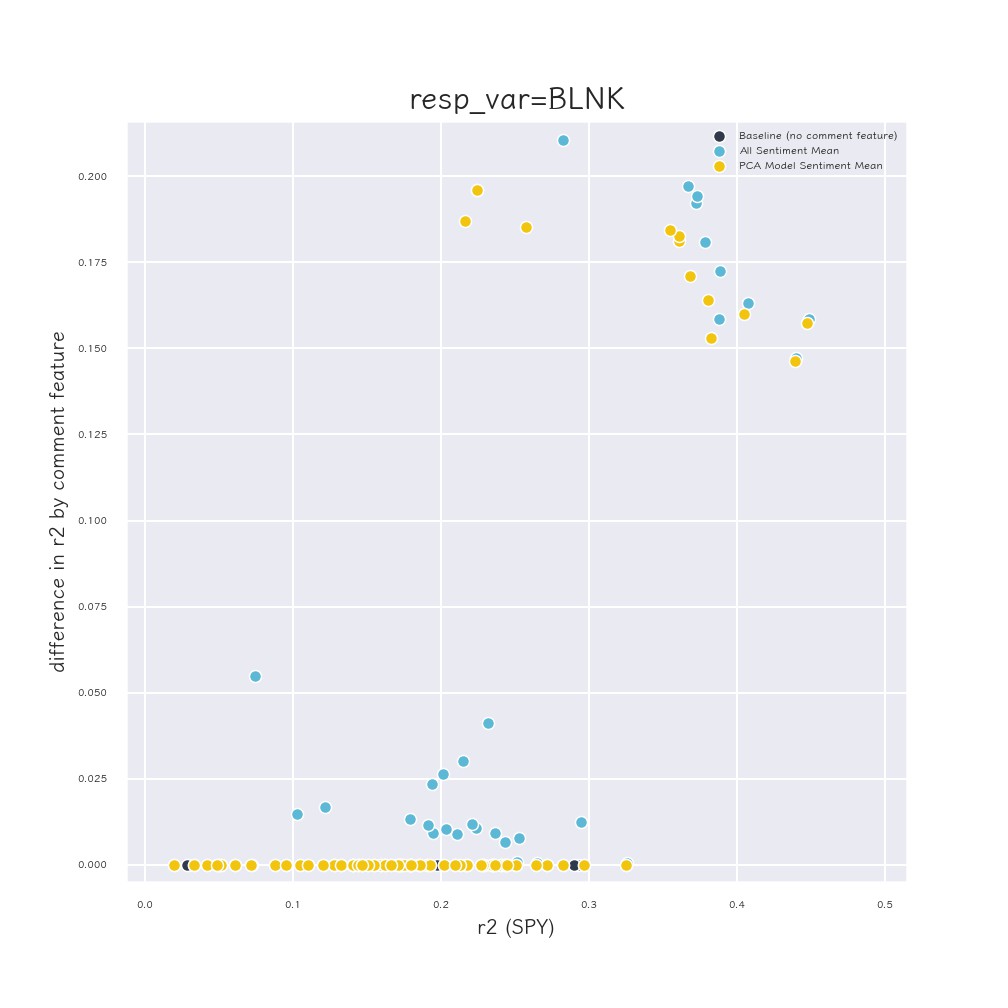 resp_var=BLNK
Baseline (no comment feature)
All Sentiment Mean
PCA Model Sentiment Mean
difference in r2 by comment feature
0.200
0.175
0.150
0.125
0.100
0.075
0.050
0.025
0.000
0.0
0.1
0.2
0.3
0.4
0.5
r2 (SPY)